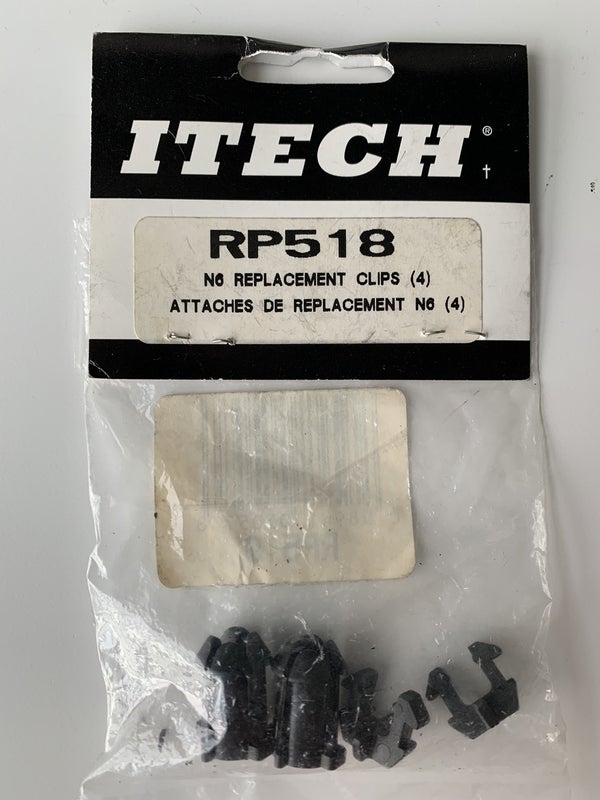 ITECH®
†
RP518
N6 REPLACEMENT CLIPS (4)
ATTACHES DE REPLACEMENT N6 (4)